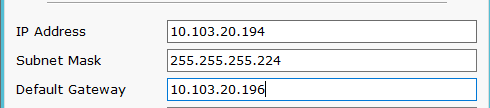 IP Address 10.103.20.194
Subnet Mask 255.255.255.224
Default Gateway 10.103.20.196